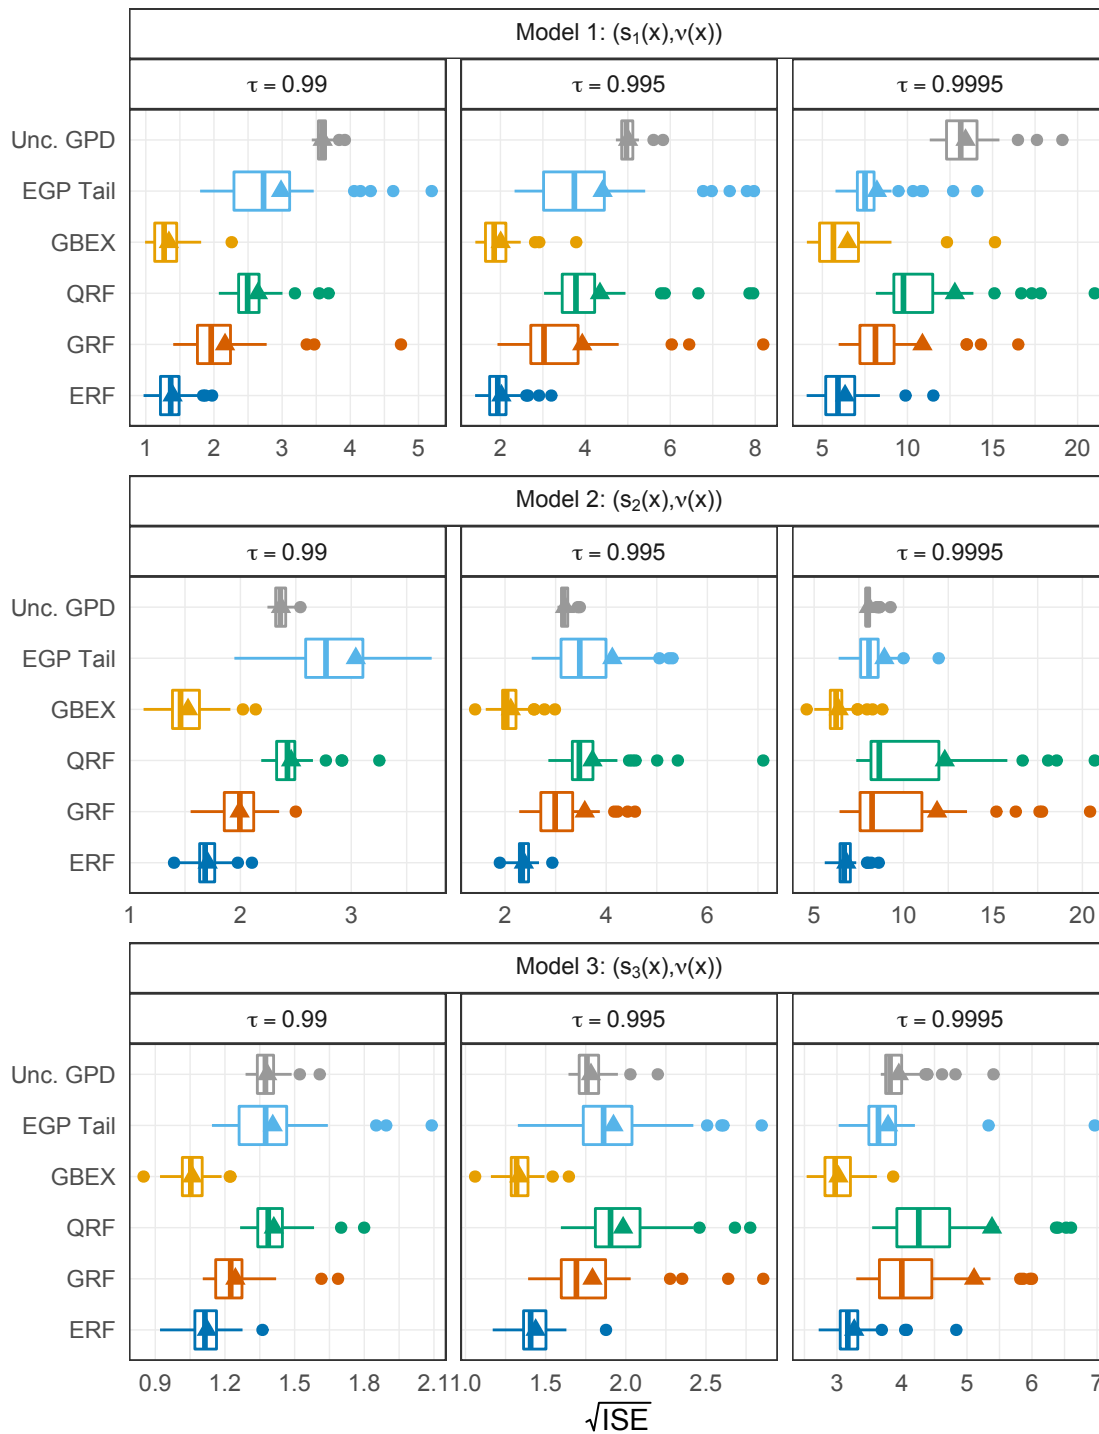 Model 1: (s₁(x),ν(x))
τ = 0.99 τ = 0.995 τ = 0.9995
Unc. GPD
EGP Tail
GBEX
QRF
GRF
ERF
1 2 3 4 5 2 4 6 8 5 10 15 20
Model 2: (s₂(x),ν(x))
τ = 0.99 τ = 0.995 τ = 0.9995
Unc. GPD
EGP Tail
GBEX
QRF
GRF
ERF
1 2 3 2 4 6 5 10 15 20
Model 3: (s₃(x),ν(x))
τ = 0.99 τ = 0.995 τ = 0.9995
Unc. GPD
EGP Tail
GBEX
QRF
GRF
ERF
0.9 1.2 1.5 1.8 2.1 1.0 1.5 2.0 2.5 3 4 5 6 7
√ISE